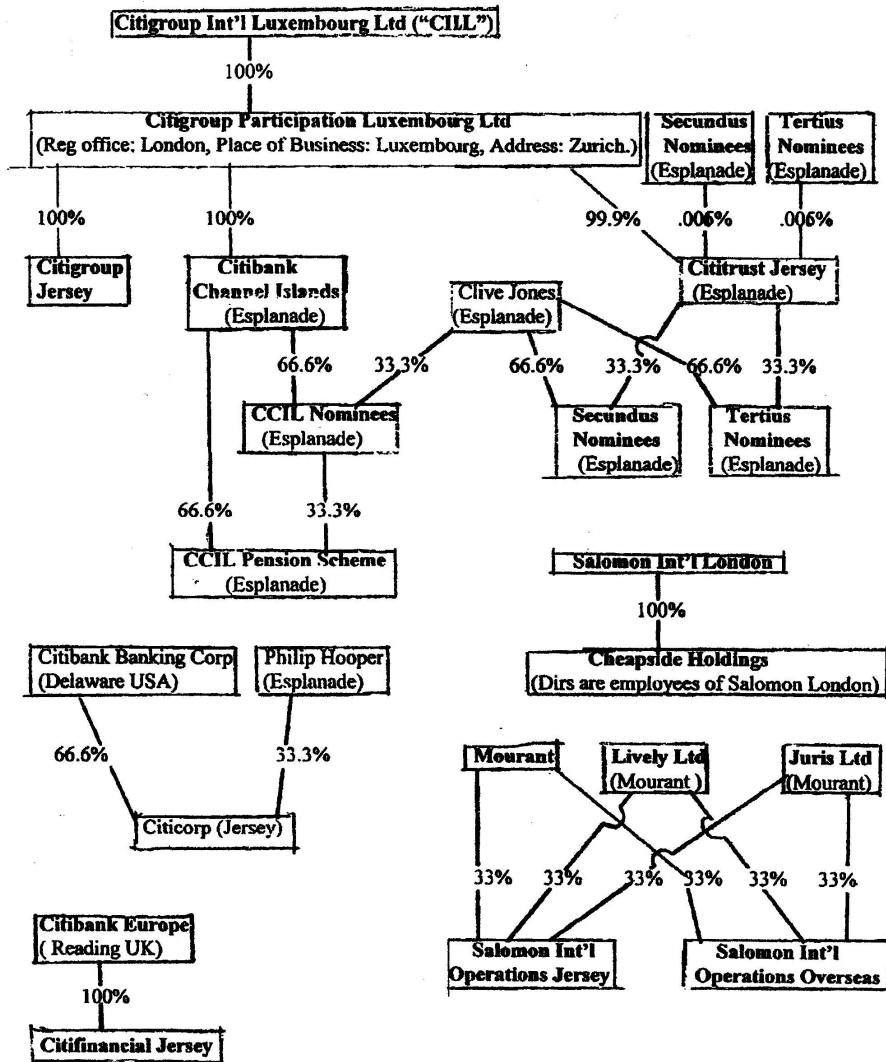 Citigroup Int'l Luxembourg Ltd ("CILL")
100%
Citigroup Participation Luxembourg Ltd
(Reg office: London, Place of Business: Luxembourg, Address: Zurich.)
Secundus
Nominees
(Esplanade)
Tertius
Nominees
(Esplanade)
100%
100%
99.9%
.006%
.006%
Citigroup
Jersey
Citibank
Channel Islands
(Esplanade)
Clive Jones
(Esplanade)
Cititrust Jersey
(Esplanade)
66.6%
33.3%
66.6%
33.3%
66.6%
33.3%
CCIL Nominees
(Esplanade)
Secundus
Nominees
(Esplanade)
Tertius
Nominees
(Esplanade)
66.6%
33.3%
CCIL Pension Scheme
(Esplanade)
Salomon Int'l London
100%
Cheapside Holdings
(Dirs are employees of Salomon London)
Citibank Banking Corp
(Delaware USA)
Philip Hooper
(Esplanade)
66.6%
33.3%
Citicorp (Jersey)
Mourant
Lively Ltd
(Mourant )
Juris Ltd
(Mourant)
33%
33%
33%
33%
33%
33%
Salomon Int'l
Operations Jersey
Salomon Int'l
Operations Overseas
Citibank Europe
( Reading UK)
100%
Citifinancial Jersey